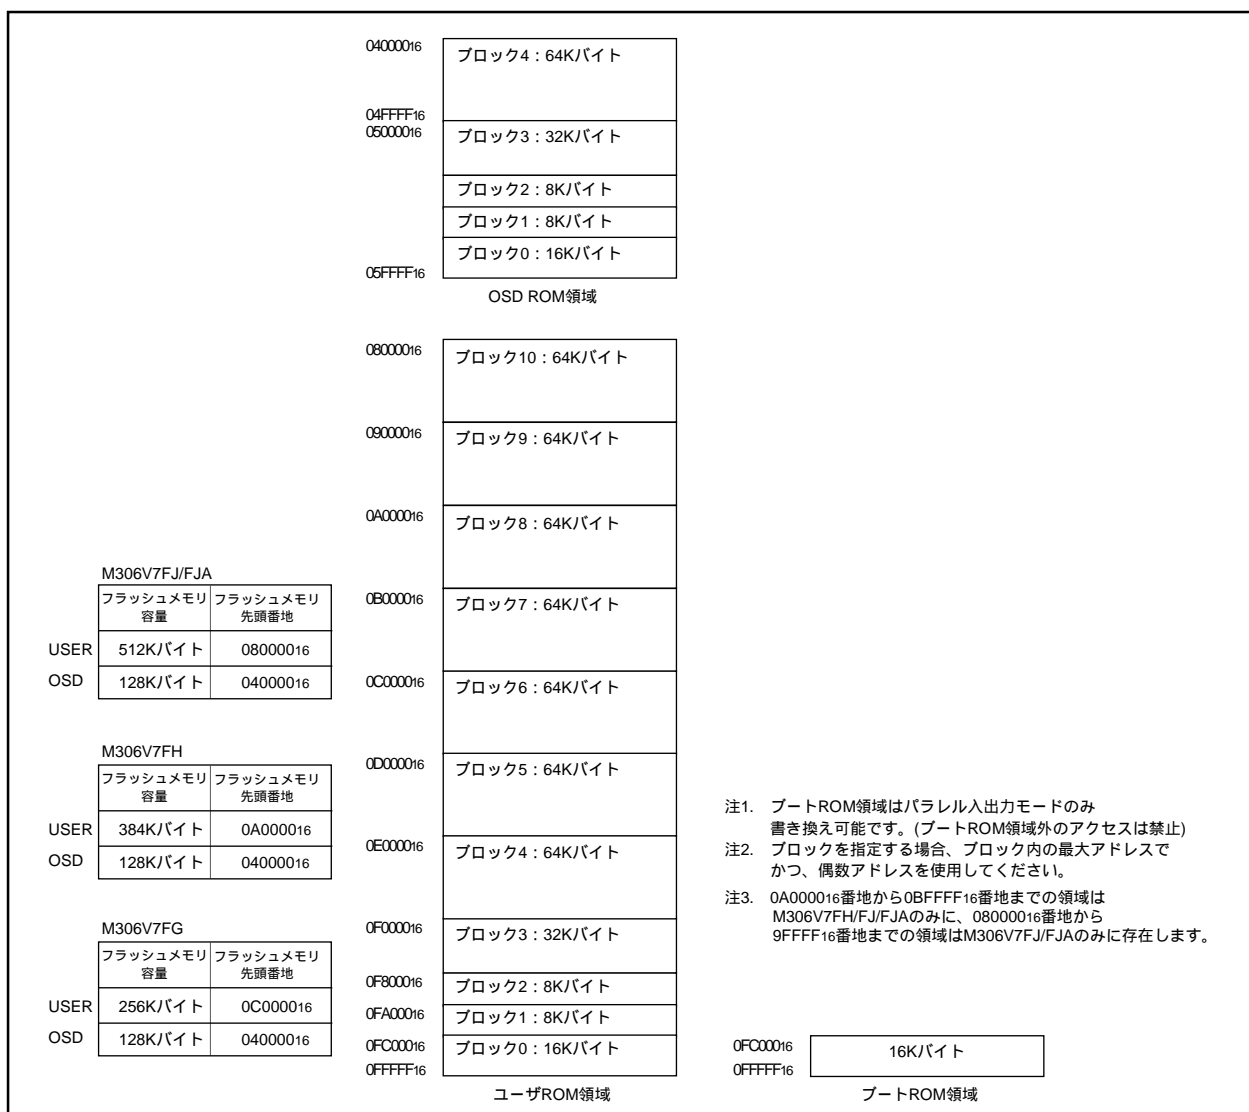 040000₁₆
ブロック4：64Kバイト
04FFFF₁₆
050000₁₆
ブロック3：32Kバイト
ブロック2：8Kバイト
ブロック1：8Kバイト
ブロック0：16Kバイト
05FFFF₁₆
OSD ROM領域
080000₁₆
ブロック10：64Kバイト
090000₁₆
ブロック9：64Kバイト
0A0000₁₆
ブロック8：64Kバイト
0B0000₁₆
ブロック7：64Kバイト
0C0000₁₆
ブロック6：64Kバイト
0D0000₁₆
ブロック5：64Kバイト
0E0000₁₆
ブロック4：64Kバイト
0F0000₁₆
ブロック3：32Kバイト
0F8000₁₆
ブロック2：8Kバイト
0FA000₁₆
ブロック1：8Kバイト
0FC000₁₆
ブロック0：16Kバイト
0FFFFF₁₆
ユーザROM領域
M306V7FJ/FJA
フラッシュメモリ容量 フラッシュメモリ先頭番地
USER 512Kバイト 080000₁₆
OSD 128Kバイト 040000₁₆
M306V7FH
フラッシュメモリ容量 フラッシュメモリ先頭番地
USER 384Kバイト 0A0000₁₆
OSD 128Kバイト 040000₁₆
M306V7FG
フラッシュメモリ容量 フラッシュメモリ先頭番地
USER 256Kバイト 0C0000₁₆
OSD 128Kバイト 040000₁₆
注1. ブートROM領域はパラレル入出力モードのみ
書き換え可能です。(ブートROM領域外のアクセスは禁止)
注2. ブロックを指定する場合、ブロック内の最大アドレスで
かつ、偶数アドレスを使用してください。
注3. 0A0000₁₆番地から0BFFFF₁₆番地までの領域は
M306V7FH/FJ/FJAのみに、080000₁₆番地から
9FFFF₁₆番地までの領域はM306V7FJ/FJAのみに存在します。
0FC000₁₆
16Kバイト
0FFFFF₁₆
ブートROM領域